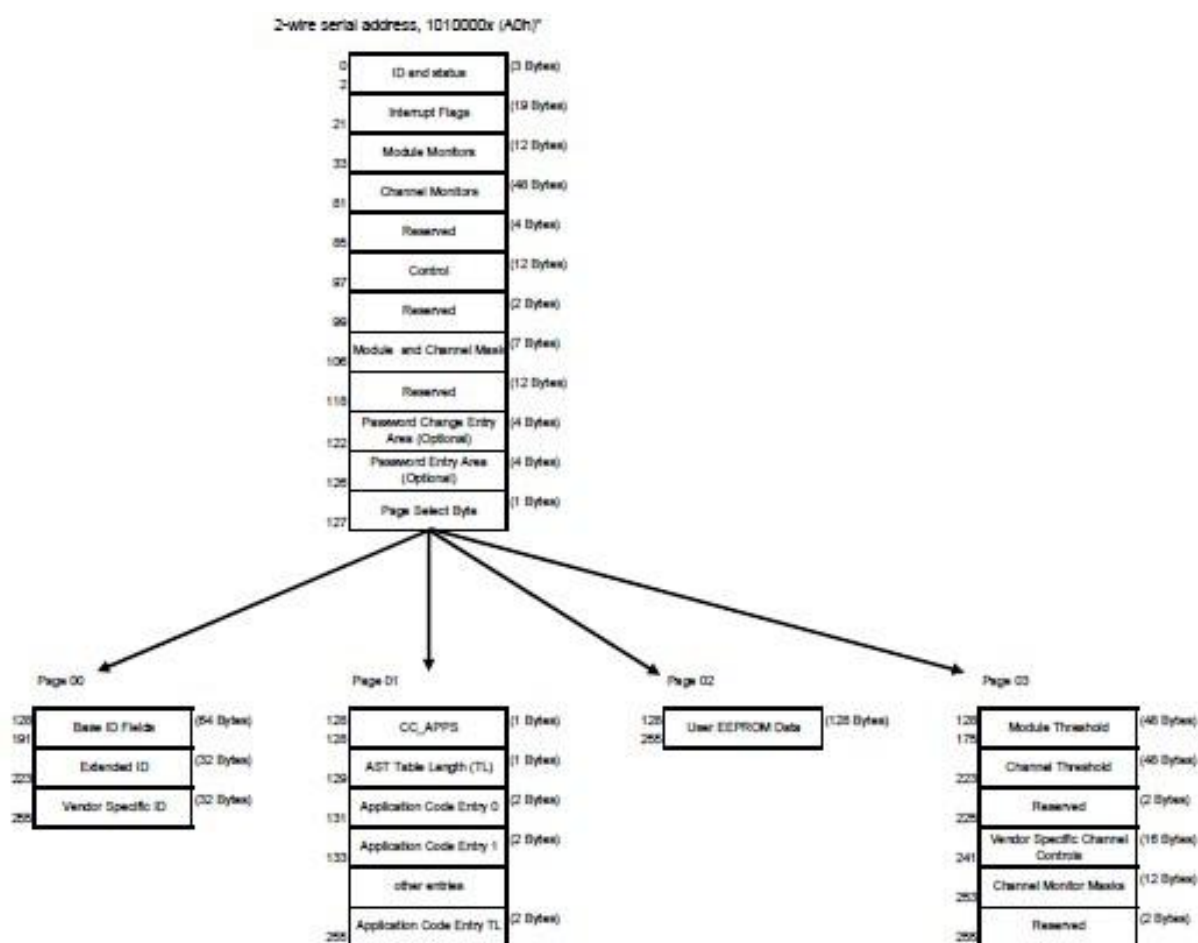 2-wire serial address, 1010000x (A0h)"
0
2 ID and status (3 Bytes)
21 Interrupt Flags (19 Bytes)
33 Module Monitors (12 Bytes)
81 Channel Monitors (48 Bytes)
85 Reserved (4 Bytes)
97 Control (12 Bytes)
99 Reserved (2 Bytes)
106 Module and Channel Mask (7 Bytes)
118 Reserved (12 Bytes)
122 Password Change Entry Area (Optional) (4 Bytes)
126 Password Entry Area (Optional) (4 Bytes)
127 Page Select Byte (1 Bytes)
Page 00
128
191 Base ID Fields (64 Bytes)
223 Extended ID (32 Bytes)
255 Vendor Specific ID (32 Bytes)
Page 01
128
128 CC_APPS (1 Bytes)
129 AST Table Length (TL) (1 Bytes)
131 Application Code Entry 0 (2 Bytes)
133 Application Code Entry 1 (2 Bytes)
other entries
255 Application Code Entry TL (2 Bytes)
Page 02
128
255 User EEPROM Data (128 Bytes)
Page 03
128
175 Module Threshold (48 Bytes)
223 Channel Threshold (48 Bytes)
225 Reserved (2 Bytes)
241 Vendor Specific Channel Controls (16 Bytes)
253 Channel Monitor Masks (12 Bytes)
255 Reserved (2 Bytes)